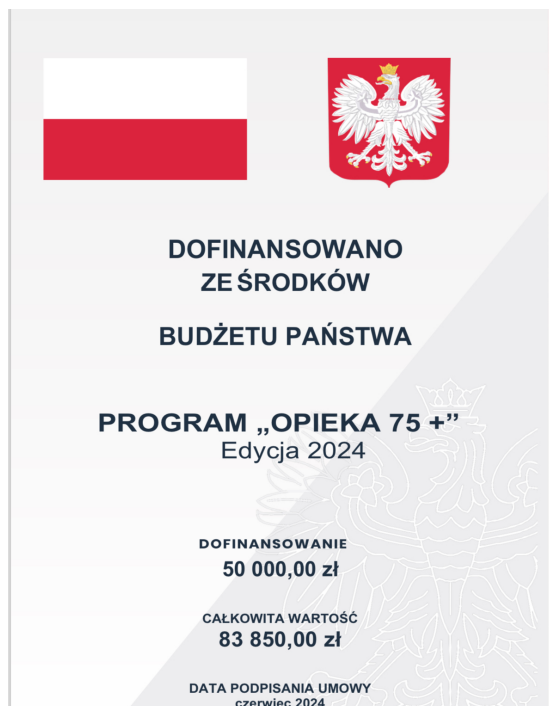 DOFINANSOWANO
ZE ŚRODKÓW
BUDŻETU PAŃSTWA
PROGRAM „OPIEKA 75 +”
Edycja 2024
DOFINANSOWANIE
50 000,00 zł
CAŁKOWITA WARTOŚĆ
83 850,00 zł
DATA PODPISANIA UMOWY
czerwiec 2024